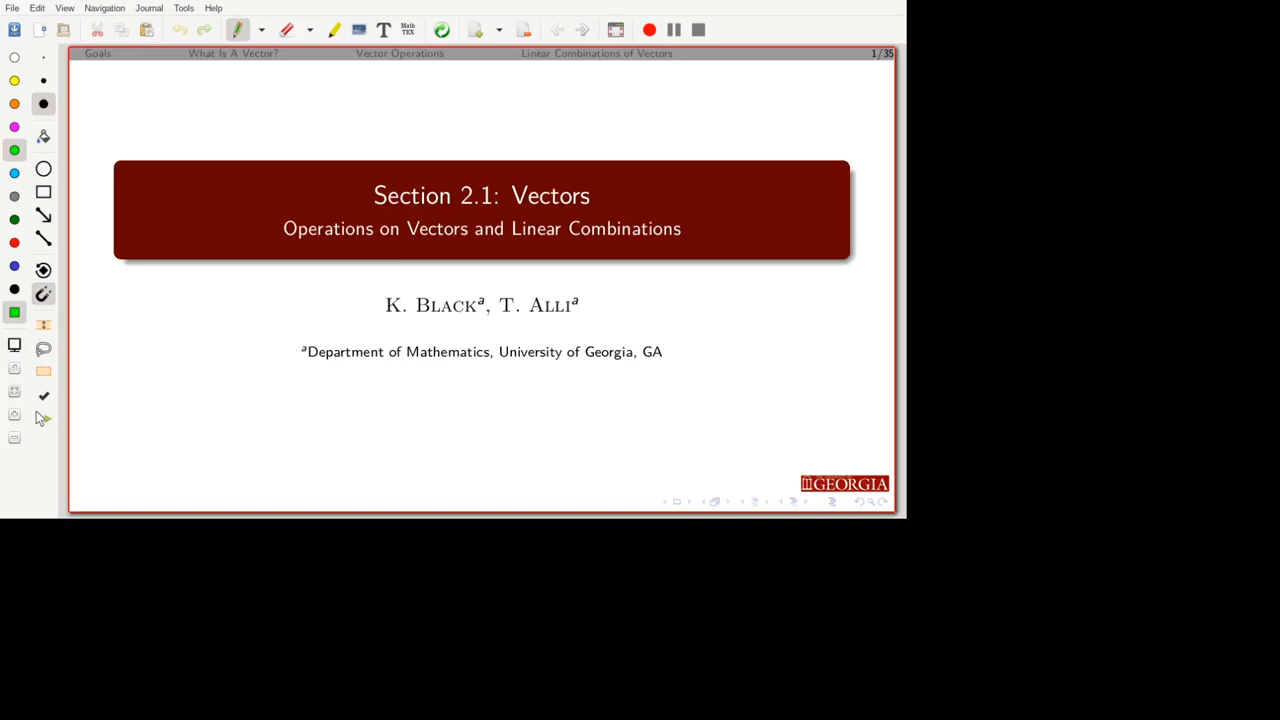 File Edit View Navigation Journal Tools Help
T Math TEX
Goals What Is A Vector? Vector Operations Linear Combinations of Vectors 1/35
Section 2.1: Vectors
Operations on Vectors and Linear Combinations
K. Blackᵃ, T. Alliᵃ
ᵃDepartment of Mathematics, University of Georgia, GA
GEORGIA